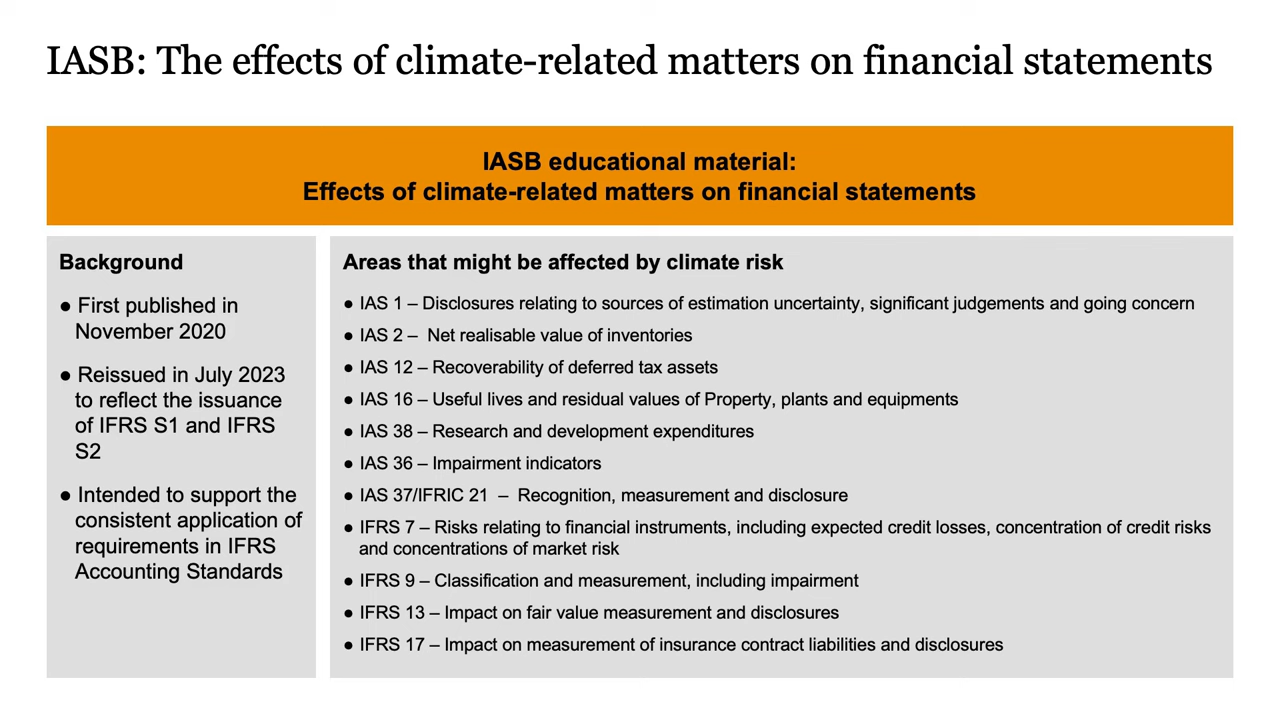 IASB: The effects of climate-related matters on financial statements
IASB educational material:
Effects of climate-related matters on financial statements
Background
● First published in
November 2020
● Reissued in July 2023
to reflect the issuance
of IFRS S1 and IFRS
S2
● Intended to support the
consistent application of
requirements in IFRS
Accounting Standards
Areas that might be affected by climate risk
● IAS 1 – Disclosures relating to sources of estimation uncertainty, significant judgements and going concern
● IAS 2 – Net realisable value of inventories
● IAS 12 – Recoverability of deferred tax assets
● IAS 16 – Useful lives and residual values of Property, plants and equipments
● IAS 38 – Research and development expenditures
● IAS 36 – Impairment indicators
● IAS 37/IFRIC 21 – Recognition, measurement and disclosure
● IFRS 7 – Risks relating to financial instruments, including expected credit losses, concentration of credit risks
and concentrations of market risk
● IFRS 9 – Classification and measurement, including impairment
● IFRS 13 – Impact on fair value measurement and disclosures
● IFRS 17 – Impact on measurement of insurance contract liabilities and disclosures